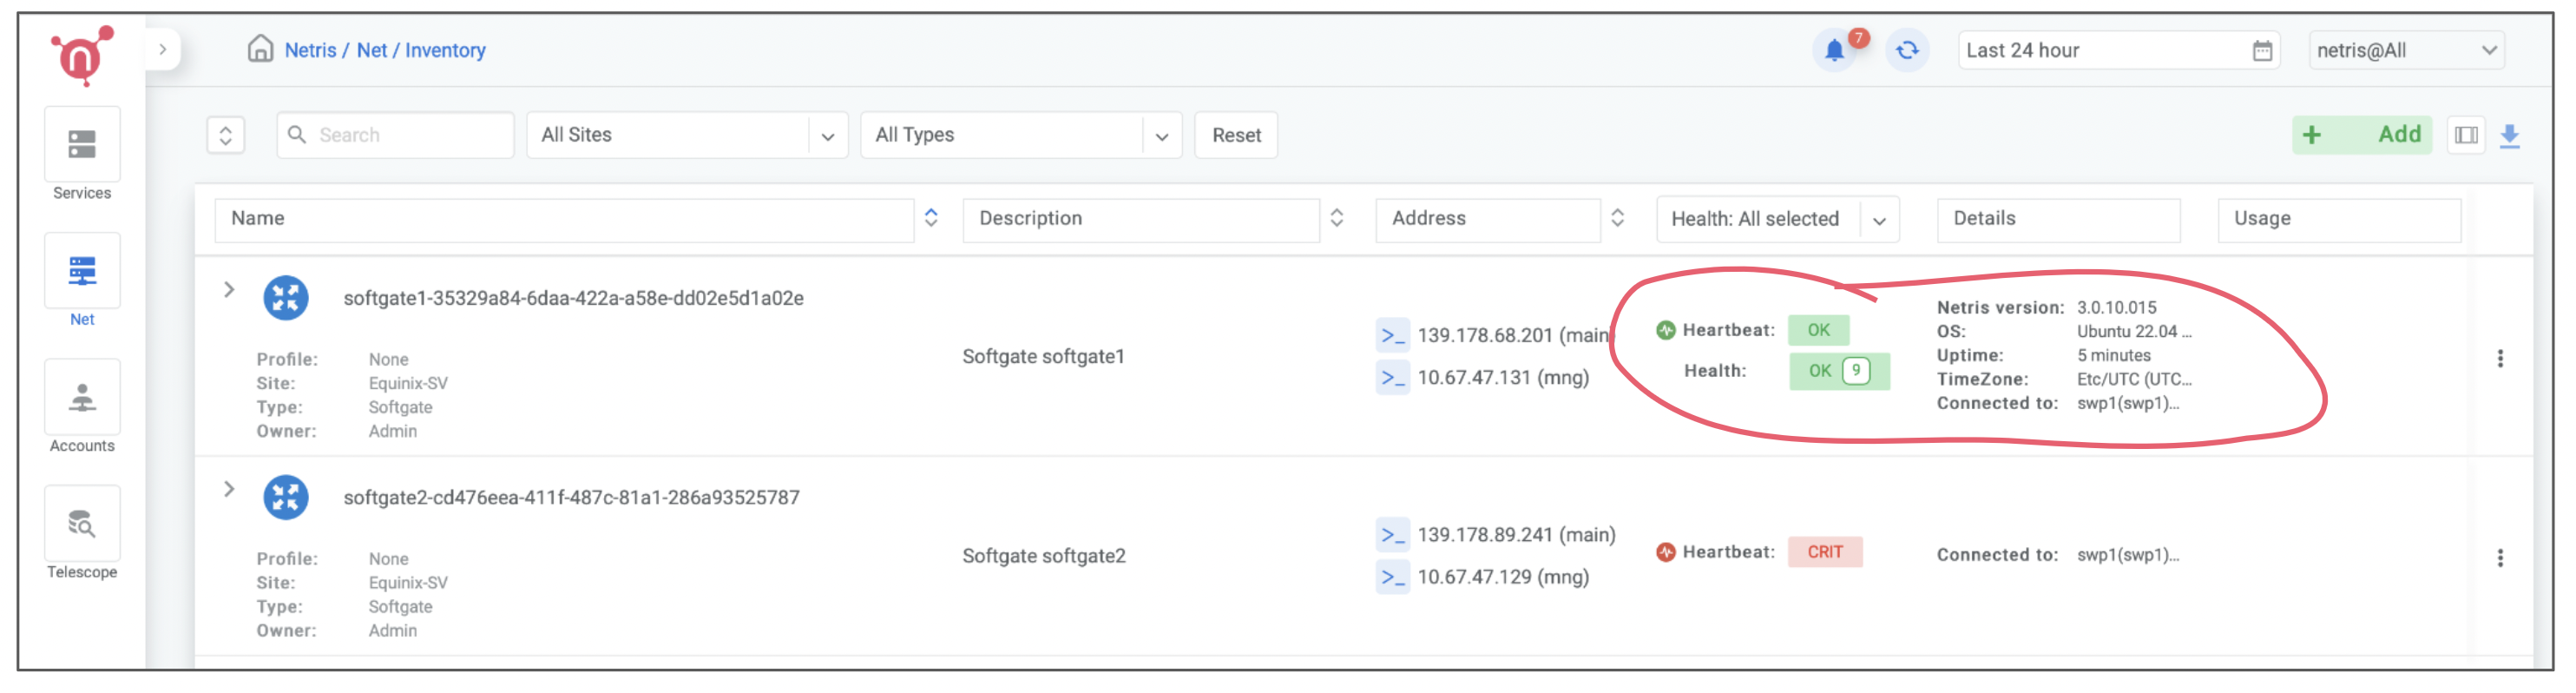 Netris / Net / Inventory
7
Last 24 hour
netris@All
Search
All Sites
All Types
Reset
+ Add
Services
Net
Accounts
Telescope
Name
Description
Address
Health: All selected
Details
Usage
softgate1-35329a84-6daa-422a-a58e-dd02e5d1a02e
Profile: None
Site: Equinix-SV
Type: Softgate
Owner: Admin
Softgate softgate1
>_ 139.178.68.201 (main)
>_ 10.67.47.131 (mng)
Heartbeat: OK
Health: OK 9
Netris version: 3.0.10.015
OS: Ubuntu 22.04 ...
Uptime: 5 minutes
TimeZone: Etc/UTC (UTC...
Connected to: swp1(swp1)...
softgate2-cd476eea-411f-487c-81a1-286a93525787
Profile: None
Site: Equinix-SV
Type: Softgate
Owner: Admin
Softgate softgate2
>_ 139.178.89.241 (main)
>_ 10.67.47.129 (mng)
Heartbeat: CRIT
Connected to: swp1(swp1)...